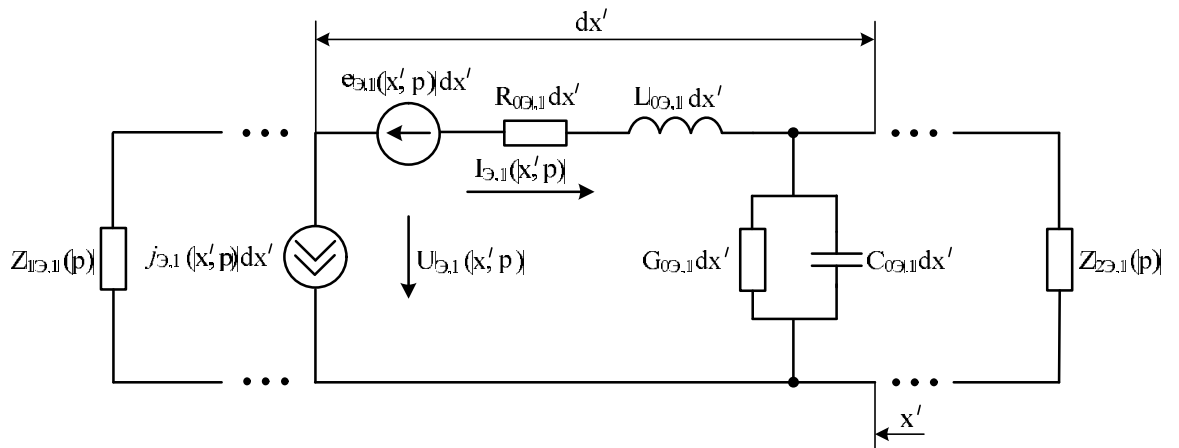 dx′
eэ,1(x′, p)dx′
R0э,1dx′
L0э,1dx′
Iэ,1(x′,p)
Z1э,1(p)
jэ,1(x′,p)dx′
Uэ,1(x′,p)
G0э,1dx′
C0э,1dx′
Z2э,1(p)
x′